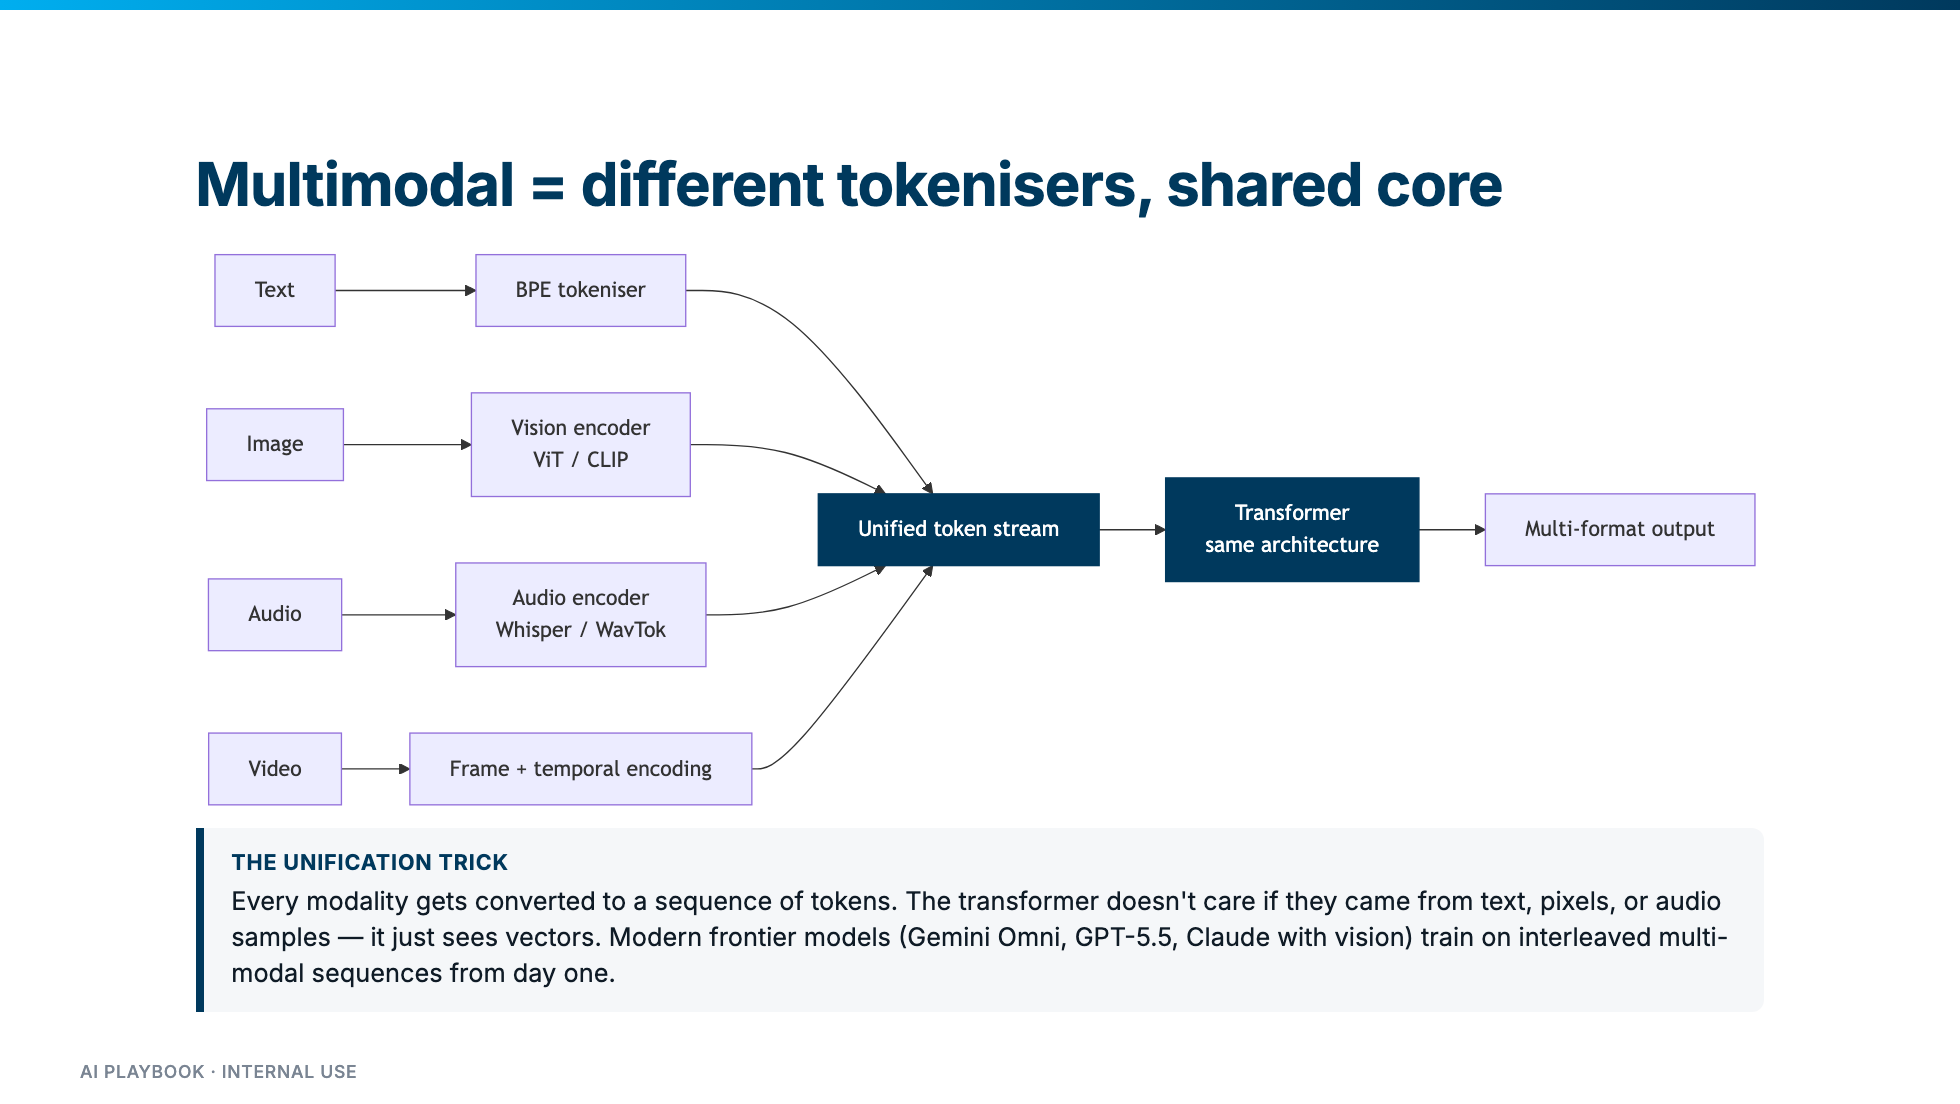 Multimodal = different tokenisers, shared core
Text
BPE tokeniser
Image
Vision encoder
ViT / CLIP
Audio
Audio encoder
Whisper / WavTok
Video
Frame + temporal encoding
Unified token stream
Transformer
same architecture
Multi-format output
THE UNIFICATION TRICK
Every modality gets converted to a sequence of tokens. The transformer doesn't care if they came from text, pixels, or audio
samples — it just sees vectors. Modern frontier models (Gemini Omni, GPT-5.5, Claude with vision) train on interleaved multi-
modal sequences from day one.
AI PLAYBOOK · INTERNAL USE